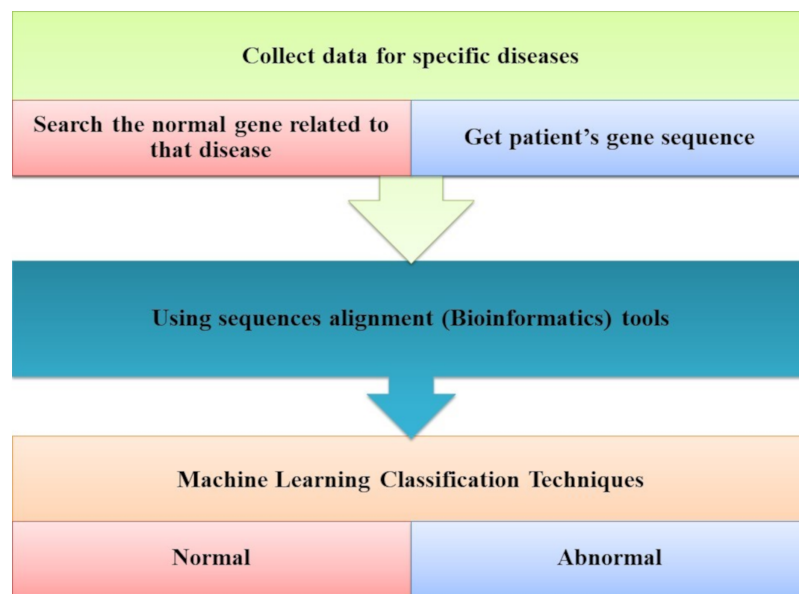 Collect data for specific diseases
Search the normal gene related to
that disease
Get patient’s gene sequence
Using sequences alignment (Bioinformatics) tools
Machine Learning Classification Techniques
Normal
Abnormal